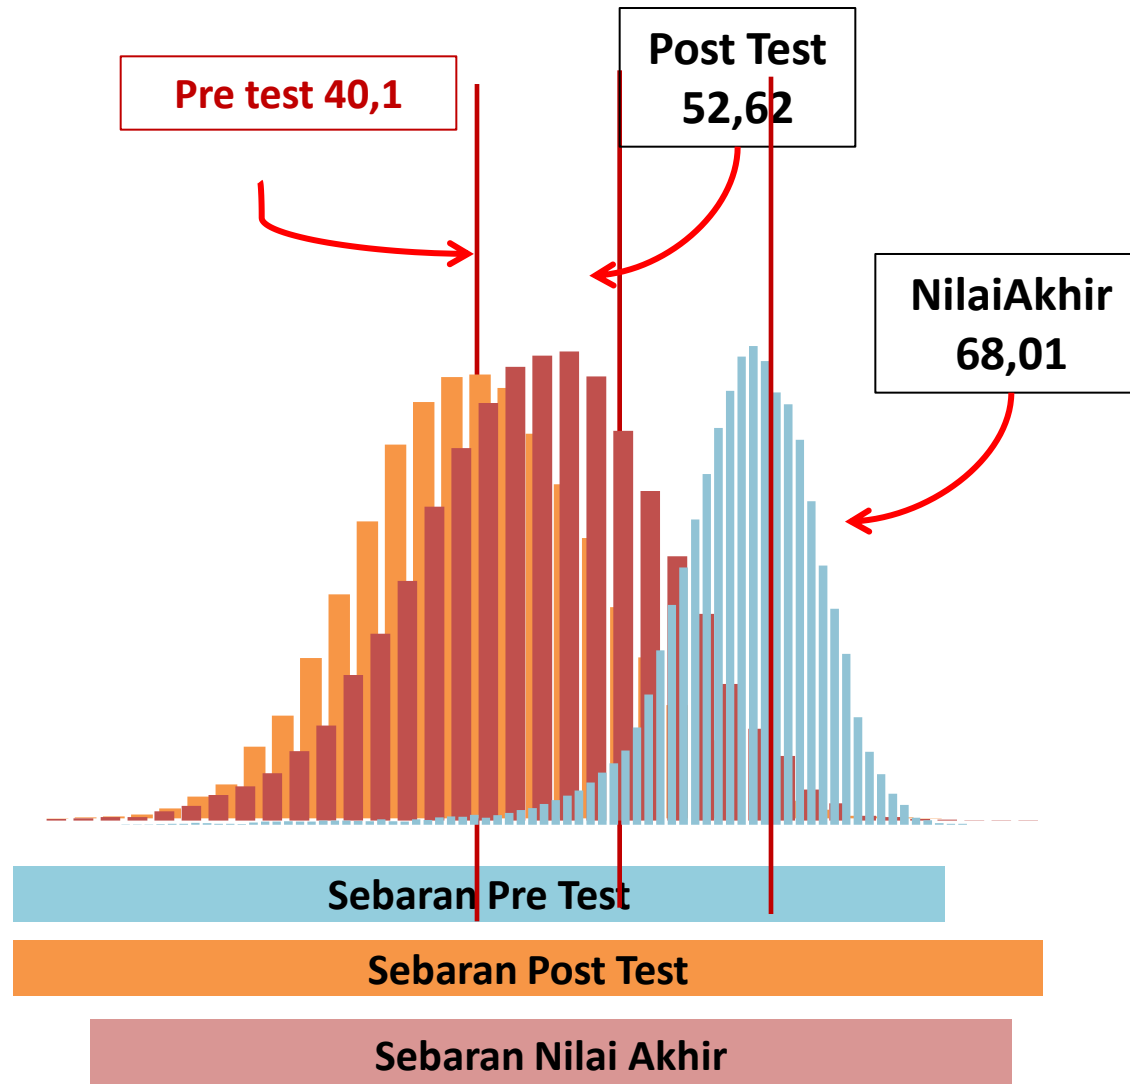 Pre test 40,1
Post Test
52,62
NilaiAkhir
68,01
Sebaran Pre Test
Sebaran Post Test
Sebaran Nilai Akhir